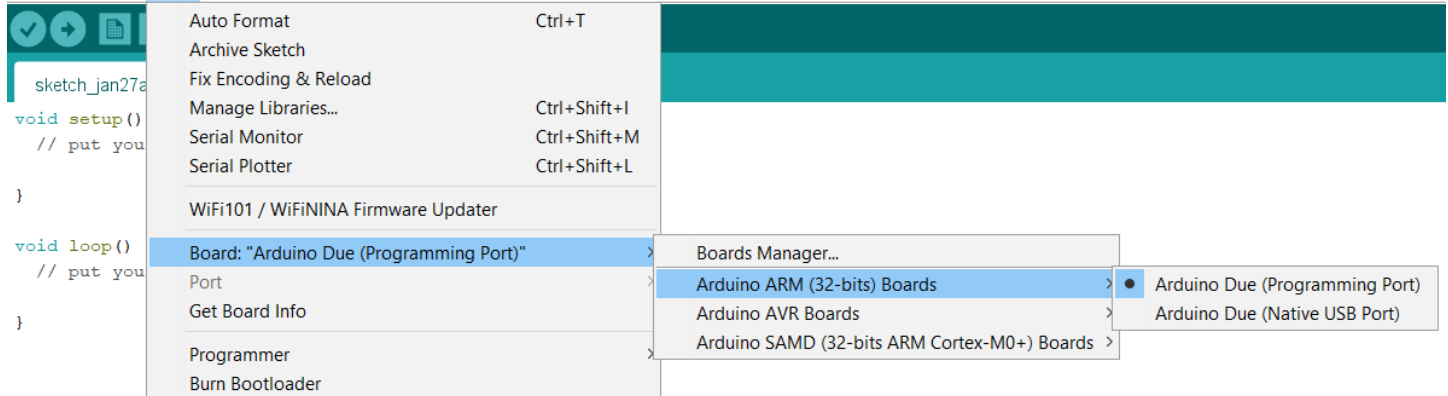 Auto Format Ctrl+T
Archive Sketch
sketch_jan27a Fix Encoding & Reload
void setup() Manage Libraries... Ctrl+Shift+I
// put you Serial Monitor Ctrl+Shift+M
Serial Plotter Ctrl+Shift+L
}
WiFi101 / WiFiNINA Firmware Updater
void loop() Board: "Arduino Due (Programming Port)" > Boards Manager...
// put you Port > Arduino ARM (32-bits) Boards > ● Arduino Due (Programming Port)
Get Board Info Arduino AVR Boards > Arduino Due (Native USB Port)
} Arduino SAMD (32-bits ARM Cortex-M0+) Boards >
Programmer >
Burn Bootloader